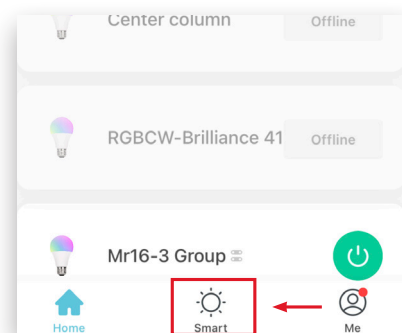 Center column Offline
RGBCW-Brilliance 41 Offline
Mr16-3 Group
Home Smart Me